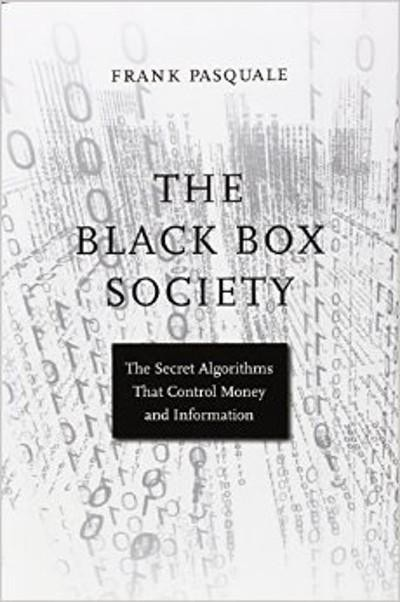 FRANK PASQUALE
THE
BLACK BOX
SOCIETY
The Secret Algorithms
That Control Money
and Information